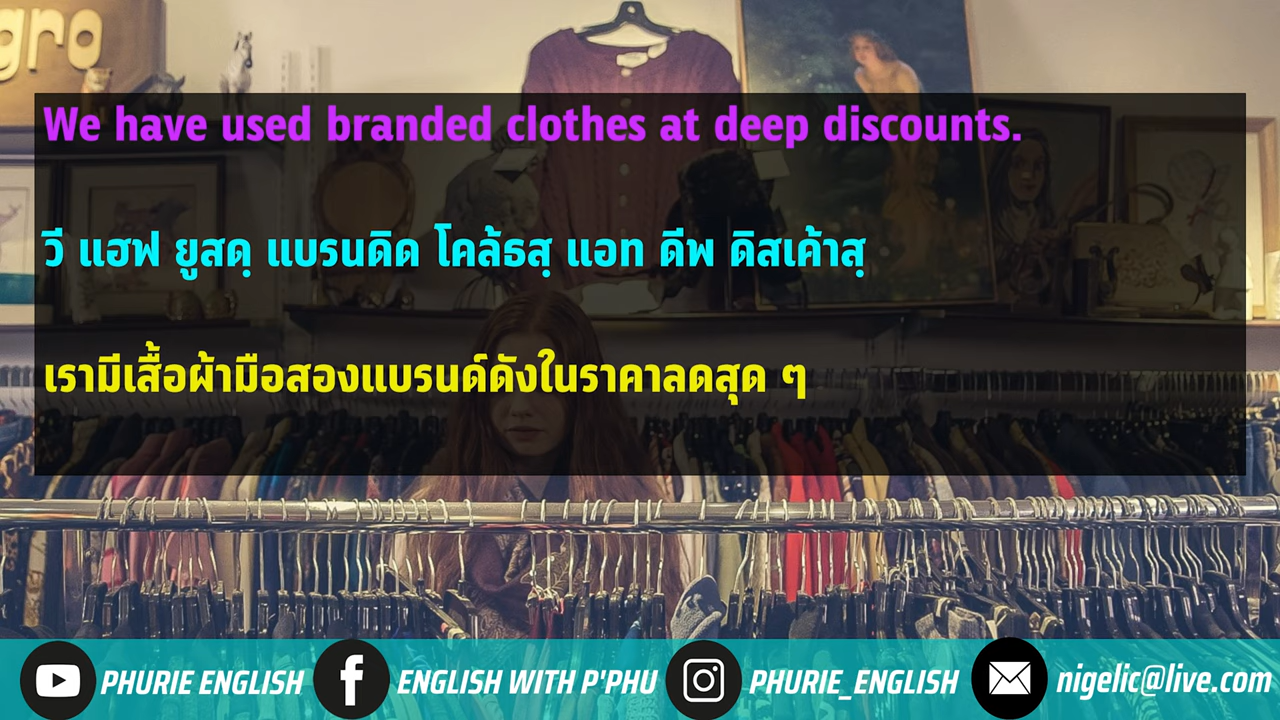 gro
We have used branded clothes at deep discounts.
วี แฮฟ ยูสดฺ แบรนดิด โคล้ธสฺ แอท ดีพ ดิสเค้าสฺ
เรามีเสื้อผ้ามือสองแบรนด์ดังในราคาลดสุด ๆ
PHURIE ENGLISH
ENGLISH WITH P'PHU
PHURIE_ENGLISH
nigelic@live.com